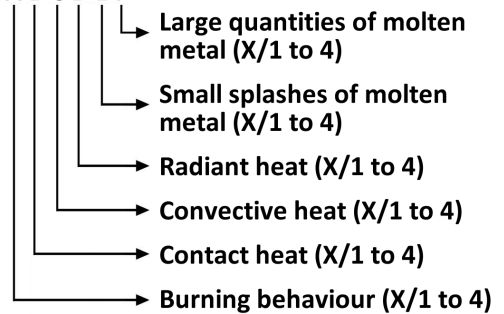 Large quantities of molten
metal (X/1 to 4)
Small splashes of molten
metal (X/1 to 4)
Radiant heat (X/1 to 4)
Convective heat (X/1 to 4)
Contact heat (X/1 to 4)
Burning behaviour (X/1 to 4)